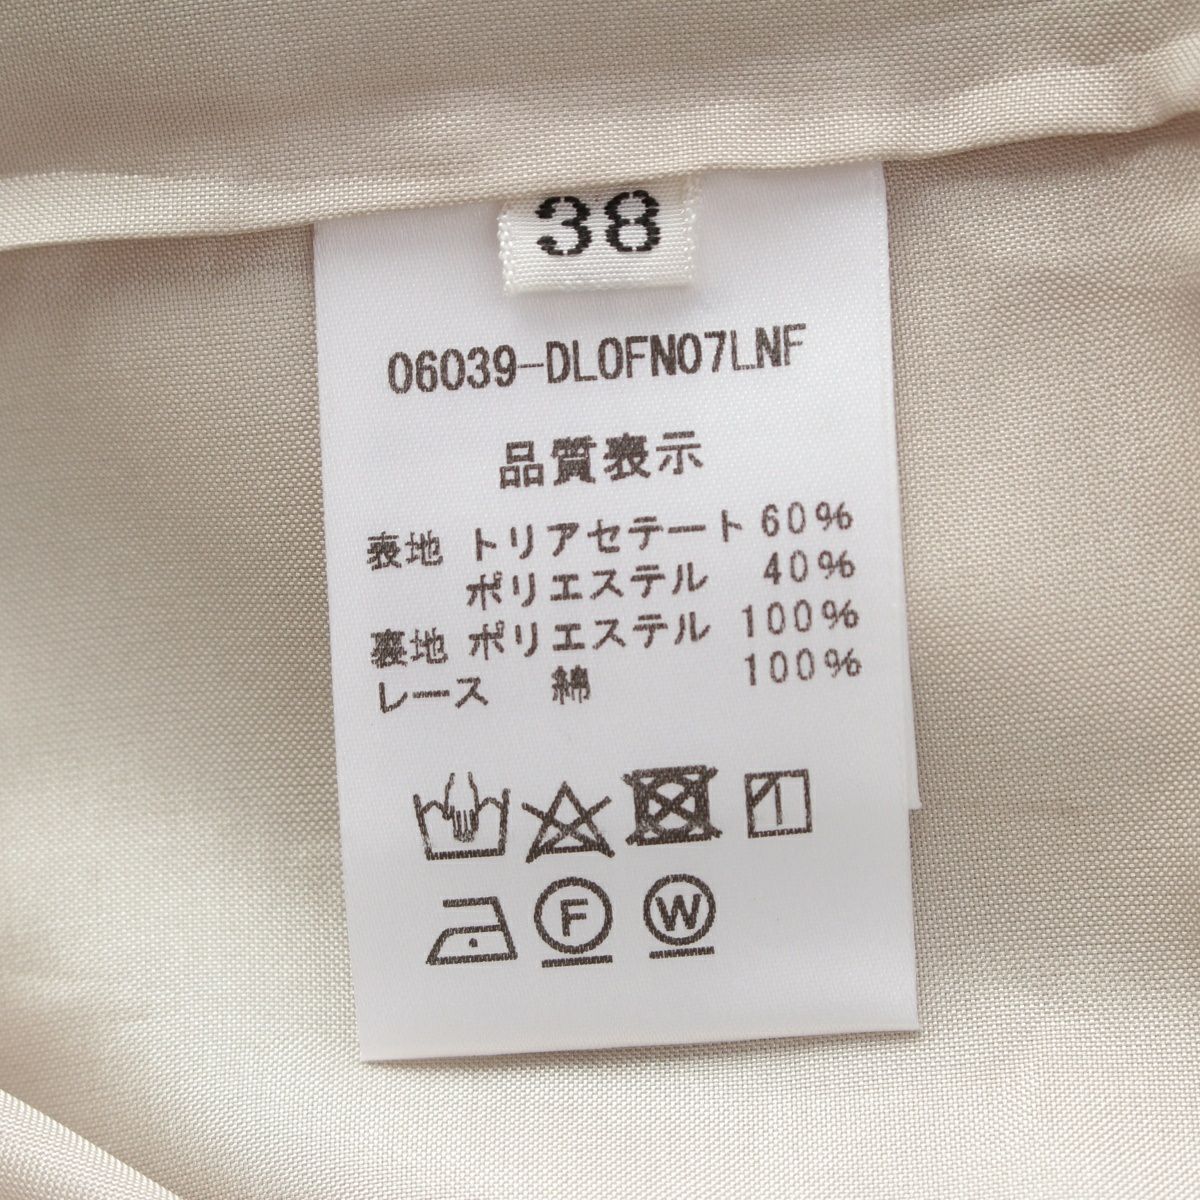 38
06039-DLOFN07LNF
品質表示
表地 トリアセテート 60%
ポリエステル 40%
裏地 ポリエステル 100%
レース 綿 100%
F W